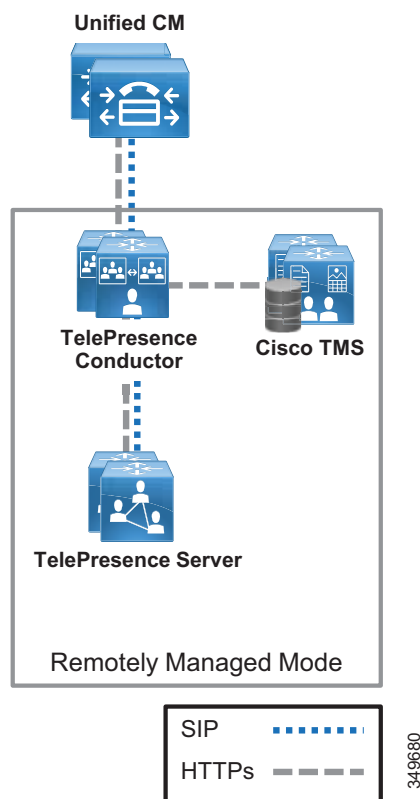 Unified CM
TelePresence
Conductor
Cisco TMS
TelePresence Server
Remotely Managed Mode
SIP
HTTPs
349680